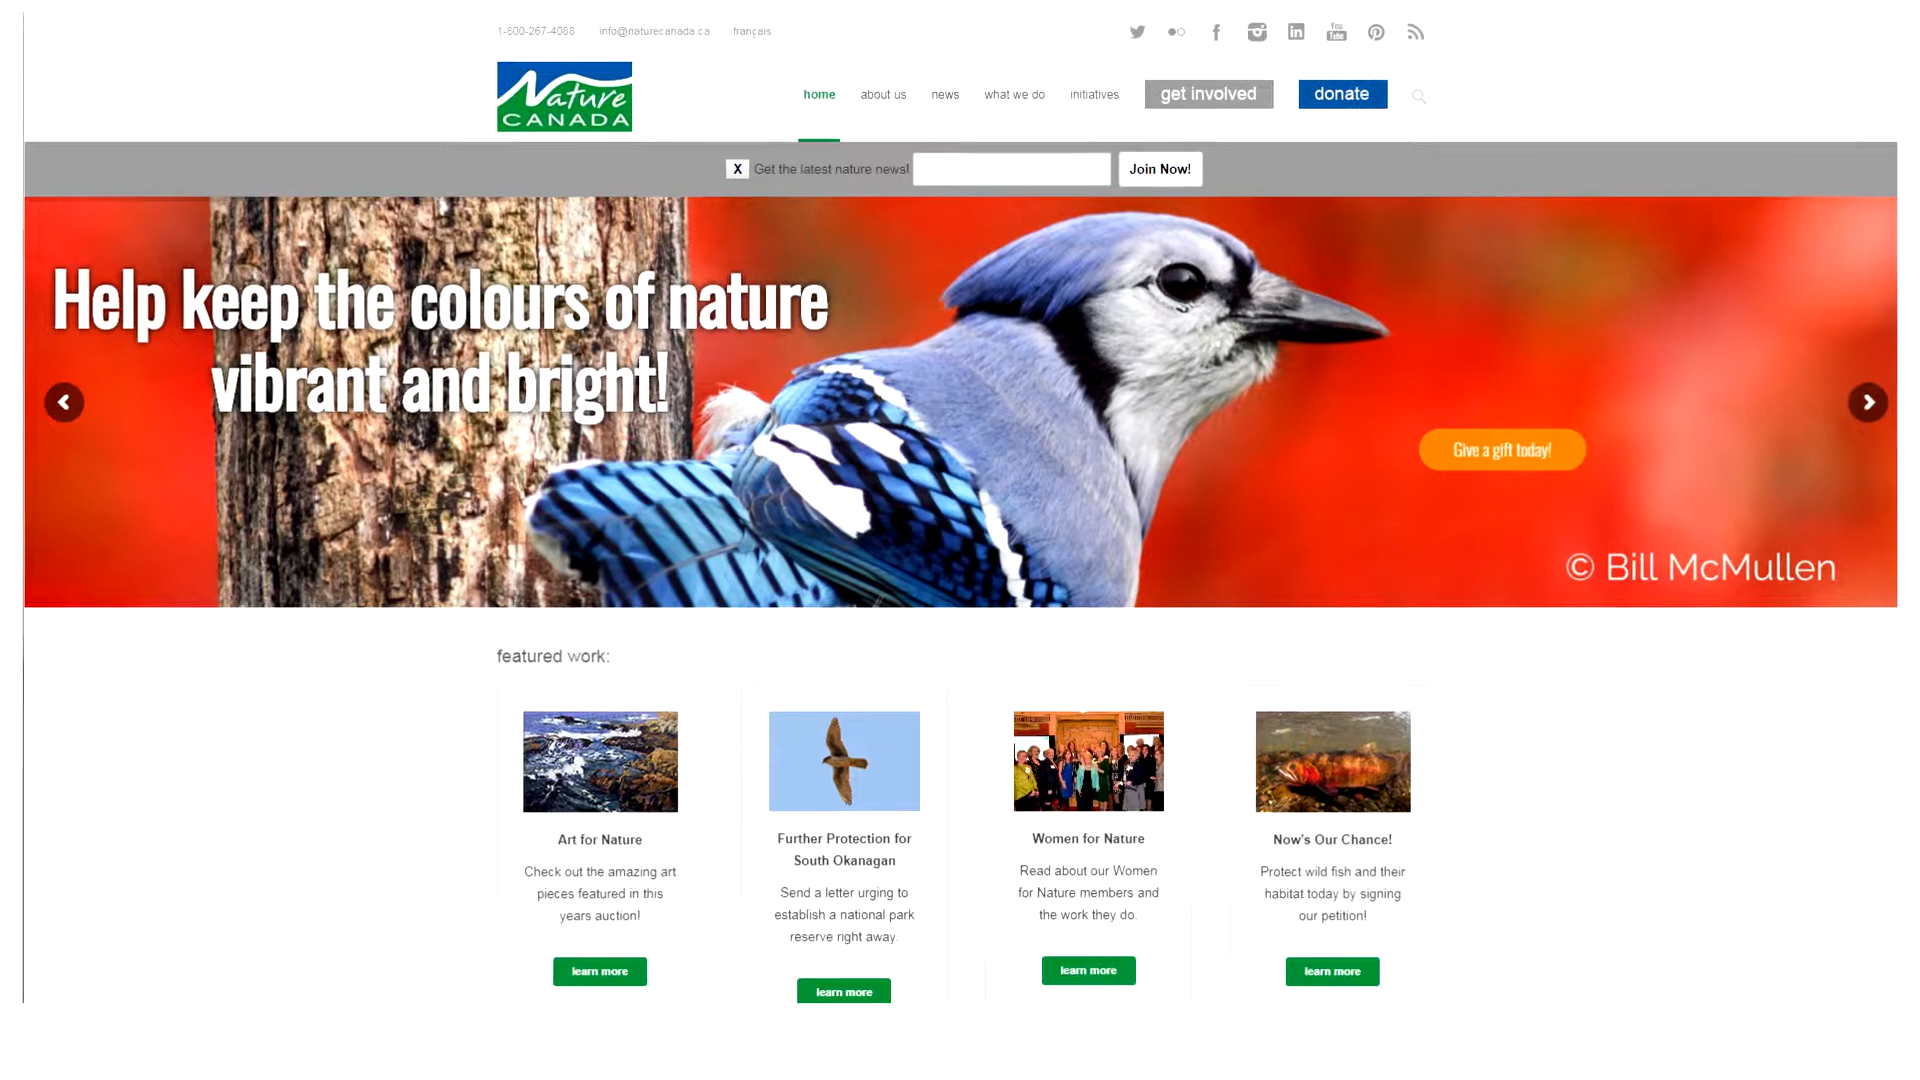 1-800-267-4088 info@naturecanada.ca français
Nature
CANADA
home about us news what we do initiatives get involved donate
X Get the latest nature news! Join Now!
Help keep the colours of nature
vibrant and bright!
Give a gift today!
© Bill McMullen
featured work:
Art for Nature
Check out the amazing art
pieces featured in this
years auction!
learn more
Further Protection for
South Okanagan
Send a letter urging to
establish a national park
reserve right away.
learn more
Women for Nature
Read about our Women
for Nature members and
the work they do.
learn more
Now's Our Chance!
Protect wild fish and their
habitat today by signing
our petition!
learn more